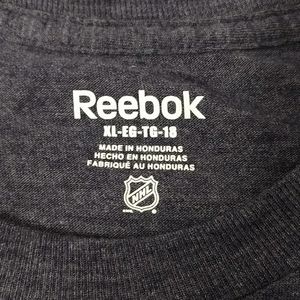 Reebok
XL-EG-TG-18
MADE IN HONDURAS
HECHO EN HONDURAS
FABRIQUÉ AU HONDURAS
NHL